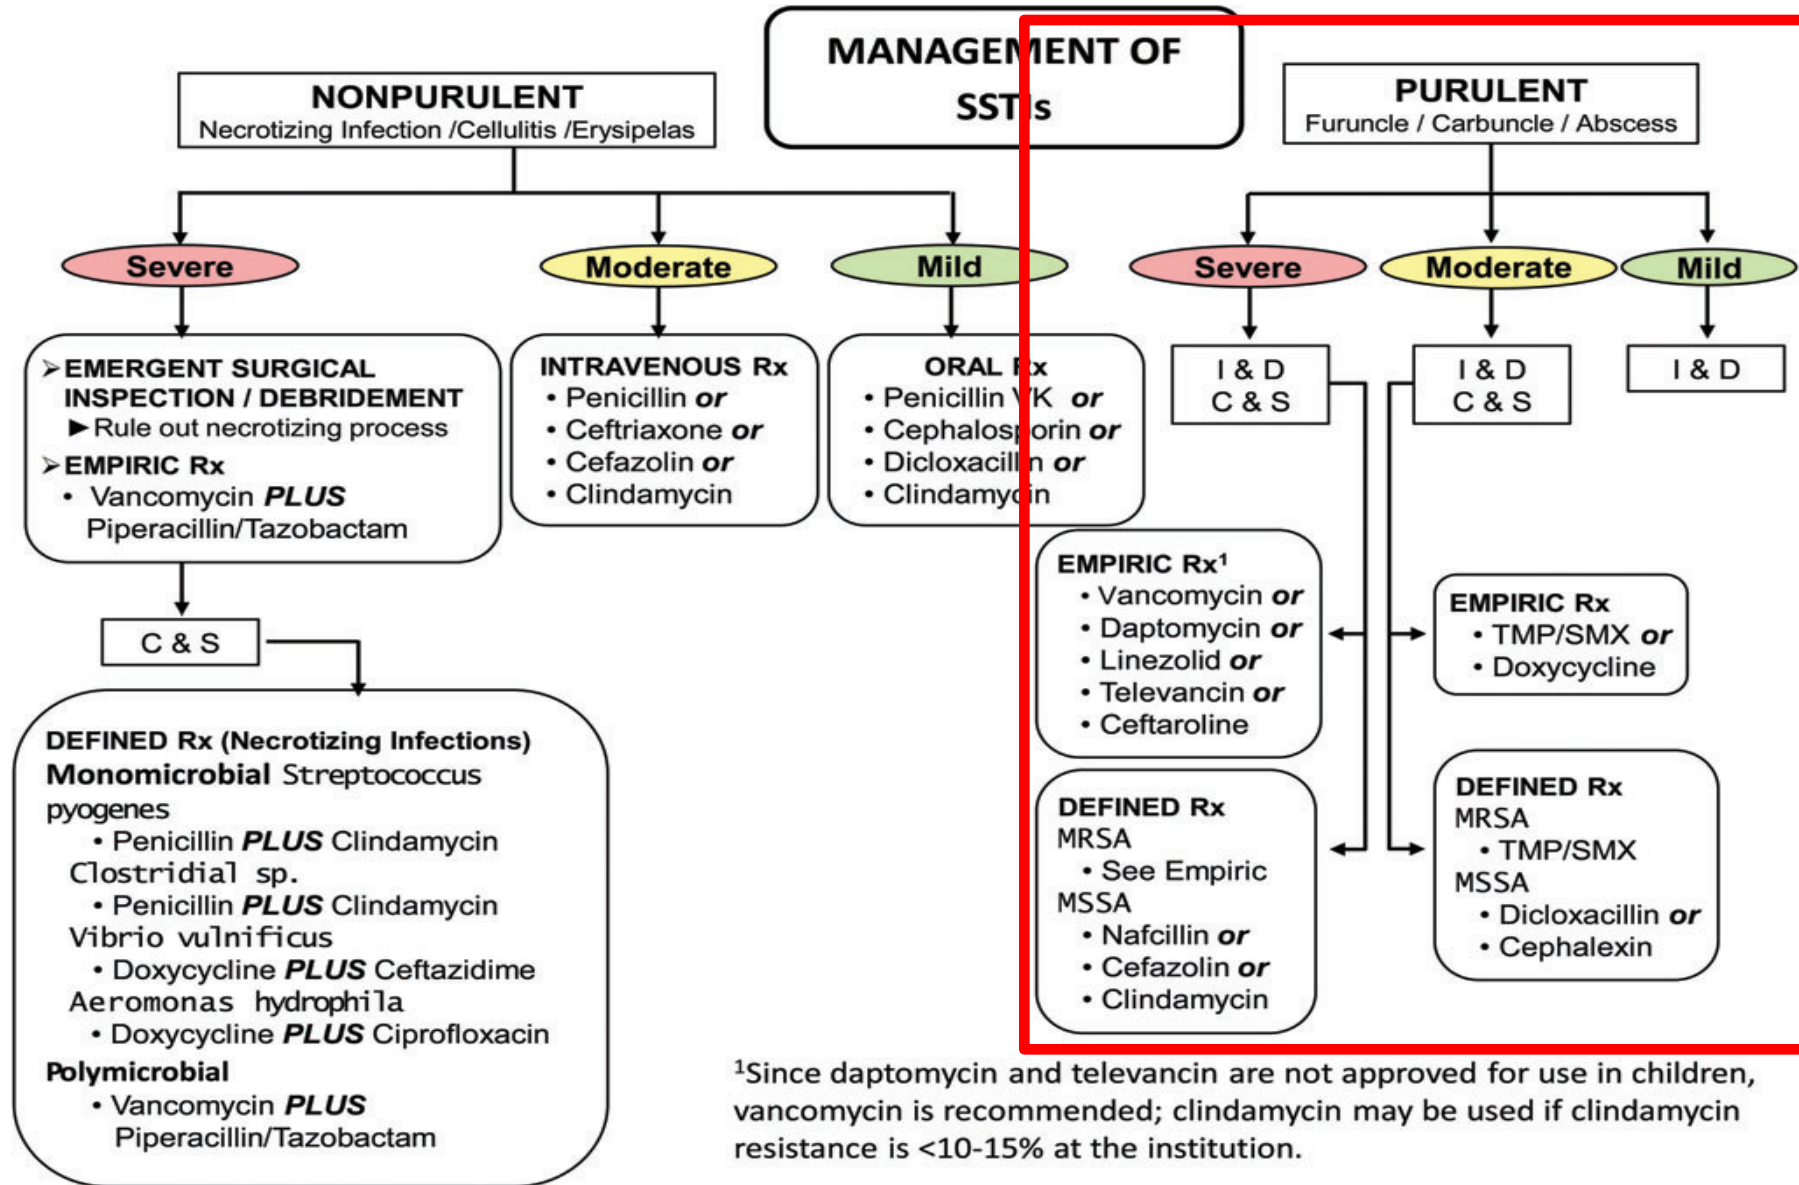 MANAGEMENT OF
SSTIs
NONPURULENT
Necrotizing Infection /Cellulitis /Erysipelas
Severe
Moderate
Mild
➢EMERGENT SURGICAL
INSPECTION / DEBRIDEMENT
►Rule out necrotizing process
➢EMPIRIC Rx
• Vancomycin PLUS
Piperacillin/Tazobactam
C & S
DEFINED Rx (Necrotizing Infections)
Monomicrobial Streptococcus
pyogenes
• Penicillin PLUS Clindamycin
Clostridial sp.
• Penicillin PLUS Clindamycin
Vibrio vulnificus
• Doxycycline PLUS Ceftazidime
Aeromonas hydrophila
• Doxycycline PLUS Ciprofloxacin
Polymicrobial
• Vancomycin PLUS
Piperacillin/Tazobactam
INTRAVENOUS Rx
• Penicillin or
• Ceftriaxone or
• Cefazolin or
• Clindamycin
ORAL Rx
• Penicillin VK or
• Cephalosporin or
• Dicloxacillin or
• Clindamycin
PURULENT
Furuncle / Carbuncle / Abscess
Severe
Moderate
Mild
I & D
C & S
I & D
C & S
I & D
EMPIRIC Rx¹
• Vancomycin or
• Daptomycin or
• Linezolid or
• Televancin or
• Ceftaroline
EMPIRIC Rx
• TMP/SMX or
• Doxycycline
DEFINED Rx
MRSA
• See Empiric
MSSA
• Nafcillin or
• Cefazolin or
• Clindamycin
DEFINED Rx
MRSA
• TMP/SMX
MSSA
• Dicloxacillin or
• Cephalexin
¹Since daptomycin and televancin are not approved for use in children,
vancomycin is recommended; clindamycin may be used if clindamycin
resistance is <10-15% at the institution.